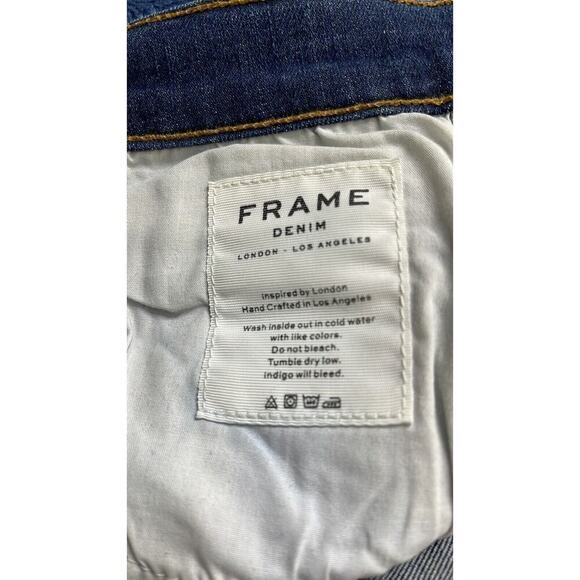 FRAME
DENIM
LONDON - LOS ANGELES
Inspired by London
Hand Crafted in Los Angeles
Wash inside out in cold water
with like colors.
Do not bleach.
Tumble dry low.
Indigo will bleed.